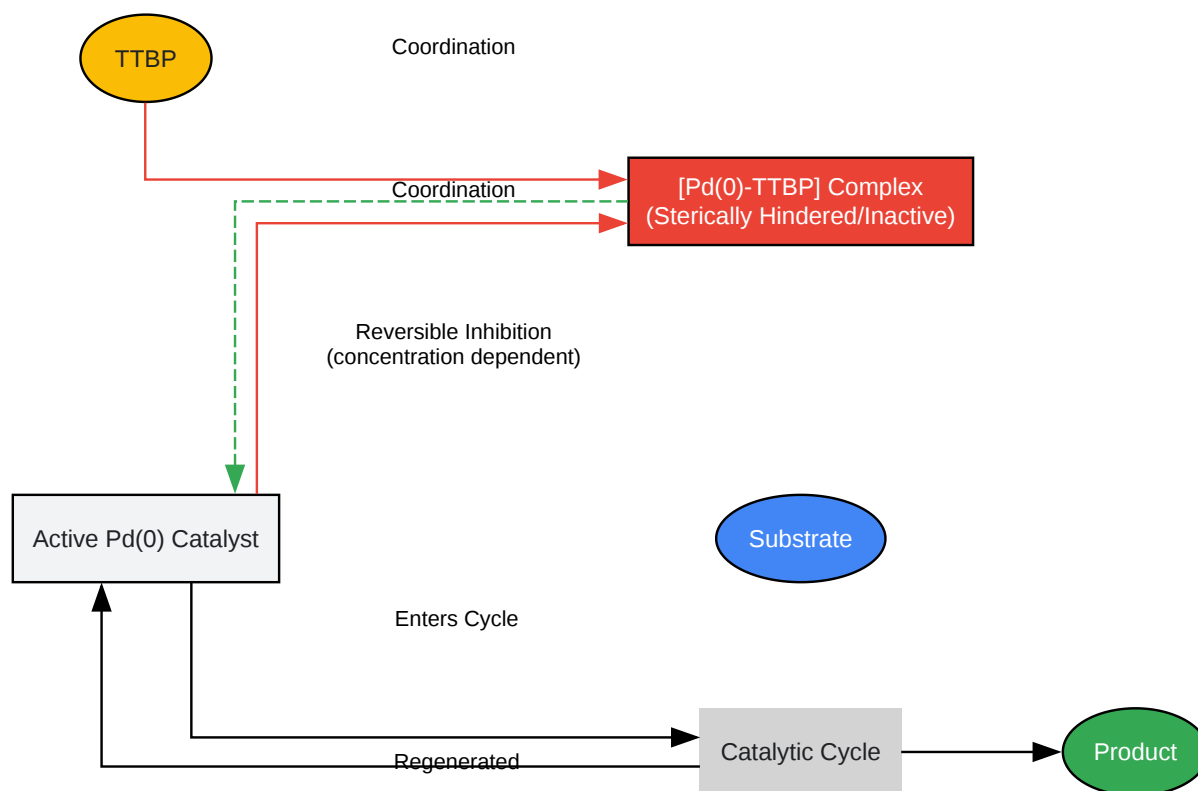 TTBP
Coordination
[Pd(0)-TTBP] Complex
(Sterically Hindered/Inactive)
Coordination
Reversible Inhibition
(concentration dependent)
Active Pd(0) Catalyst
Substrate
Enters Cycle
Catalytic Cycle
Product
Regenerated